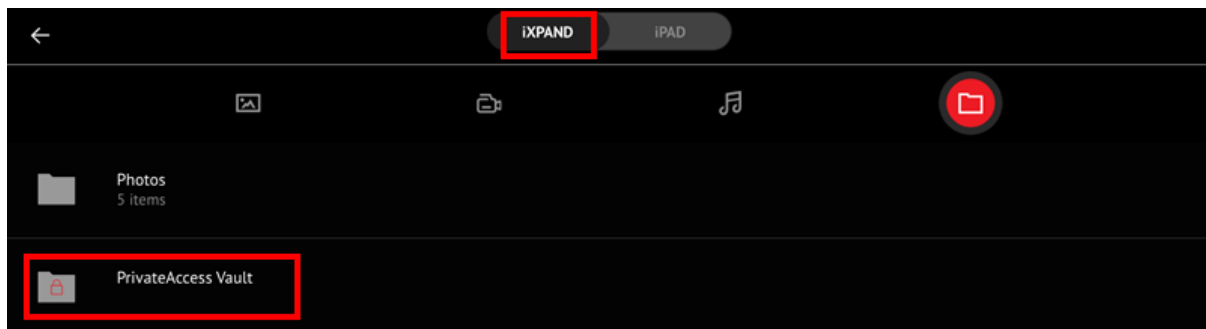 iXPAND
iPAD
Photos
5 items
PrivateAccess Vault